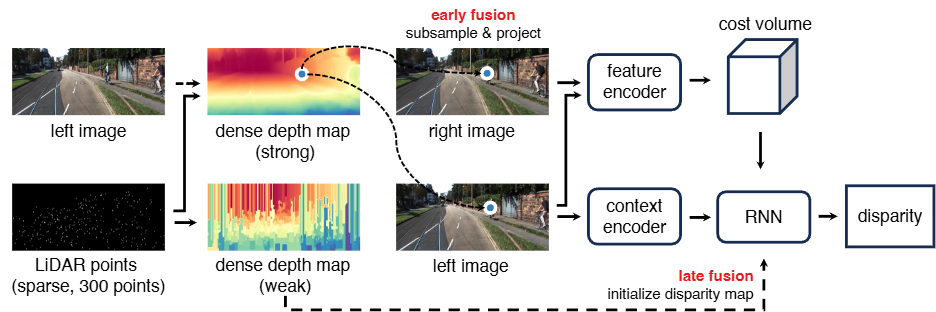 early fusion
subsample & project
cost volume
feature
encoder
left image
dense depth map
(strong)
right image
context
encoder
RNN
disparity
LiDAR points
(sparse, 300 points)
dense depth map
(weak)
left image
late fusion
initialize disparity map